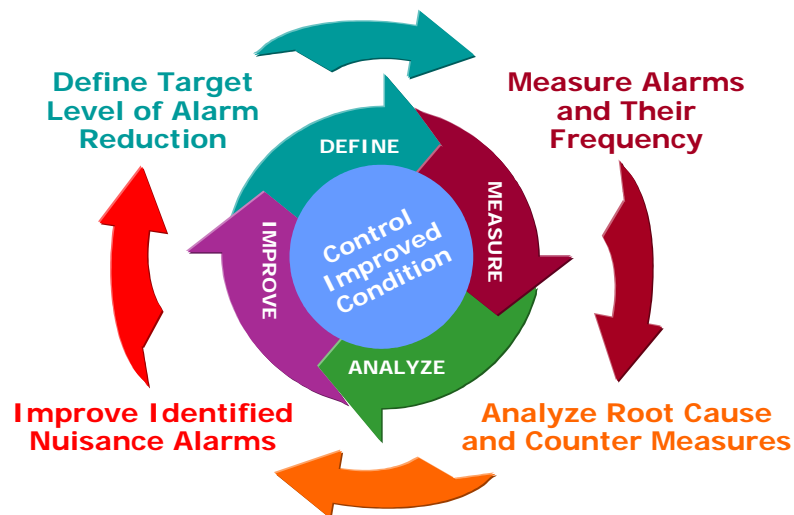 Define Target
Level of Alarm
Reduction
Measure Alarms
and Their
Frequency
DEFINE
MEASURE
IMPROVE
Control
Improved
Condition
ANALYZE
Improve Identified
Nuisance Alarms
Analyze Root Cause
and Counter Measures